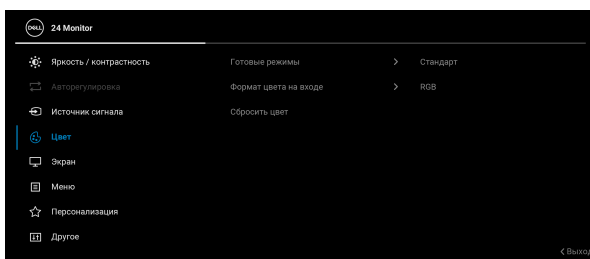 DELL 24 Monitor
Яркость / контрастность Готовые режимы > Стандарт
Авторегулировка Формат цвета на входе > RGB
Источник сигнала Сбросить цвет
Цвет
Экран
Меню
Персонализация
Другое
< Выход